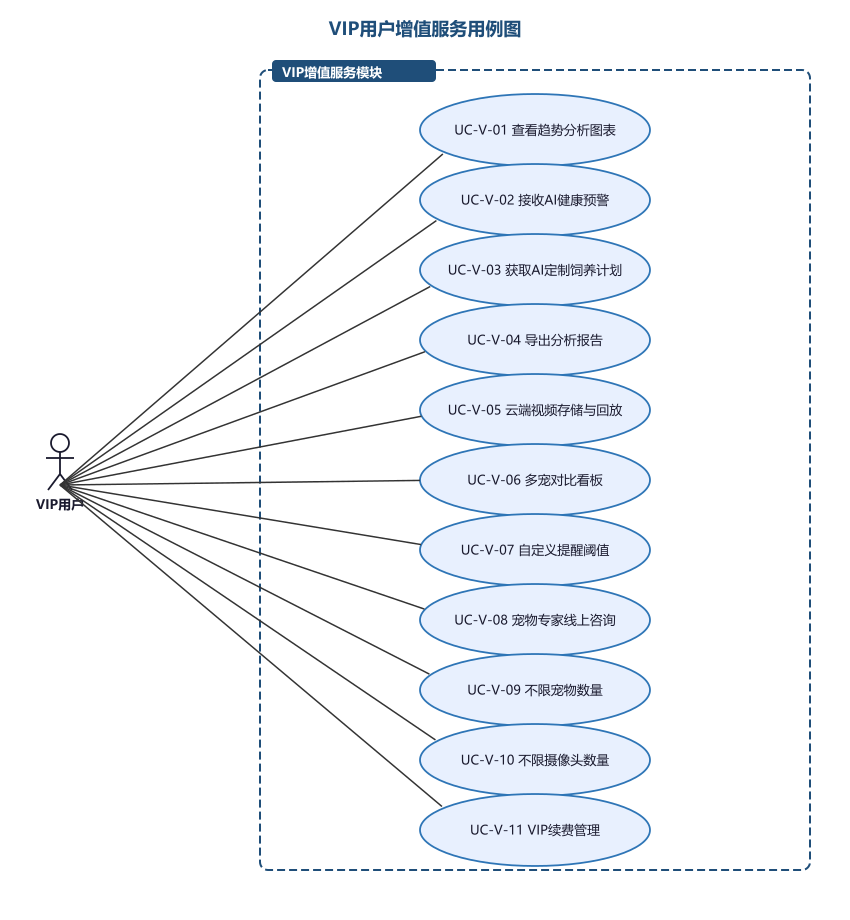 VIP用户增值服务用例图
VIP增值服务模块
UC-V-01 查看趋势分析图表
UC-V-02 接收AI健康预警
UC-V-03 获取AI定制饲养计划
UC-V-04 导出分析报告
UC-V-05 云端视频存储与回放
UC-V-06 多宠对比看板
UC-V-07 自定义提醒阈值
UC-V-08 宠物专家线上咨询
UC-V-09 不限宠物数量
UC-V-10 不限摄像头数量
UC-V-11 VIP续费管理
VIP用户